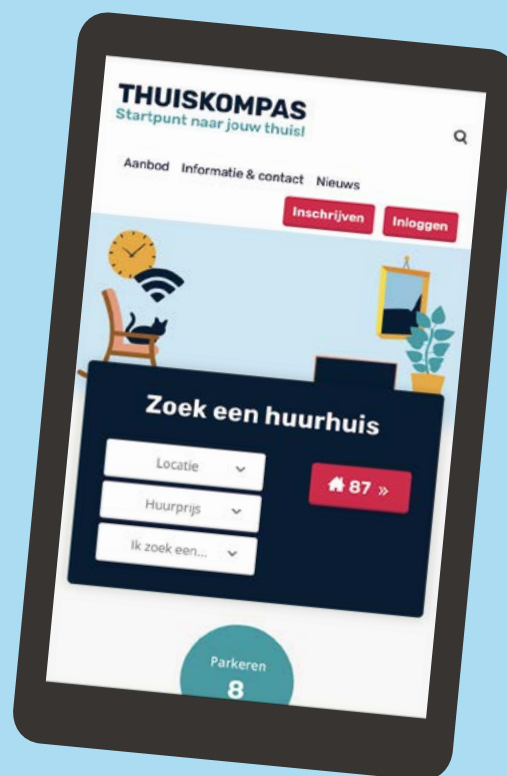 THUISKOMPAS
Startpunt naar jouw thuis!
Aanbod Informatie & contact Nieuws
Inschrijven Inloggen
Zoek een huurhuis
Locatie
87 »
Huurprijs
Ik zoek een...
Parkeren
8